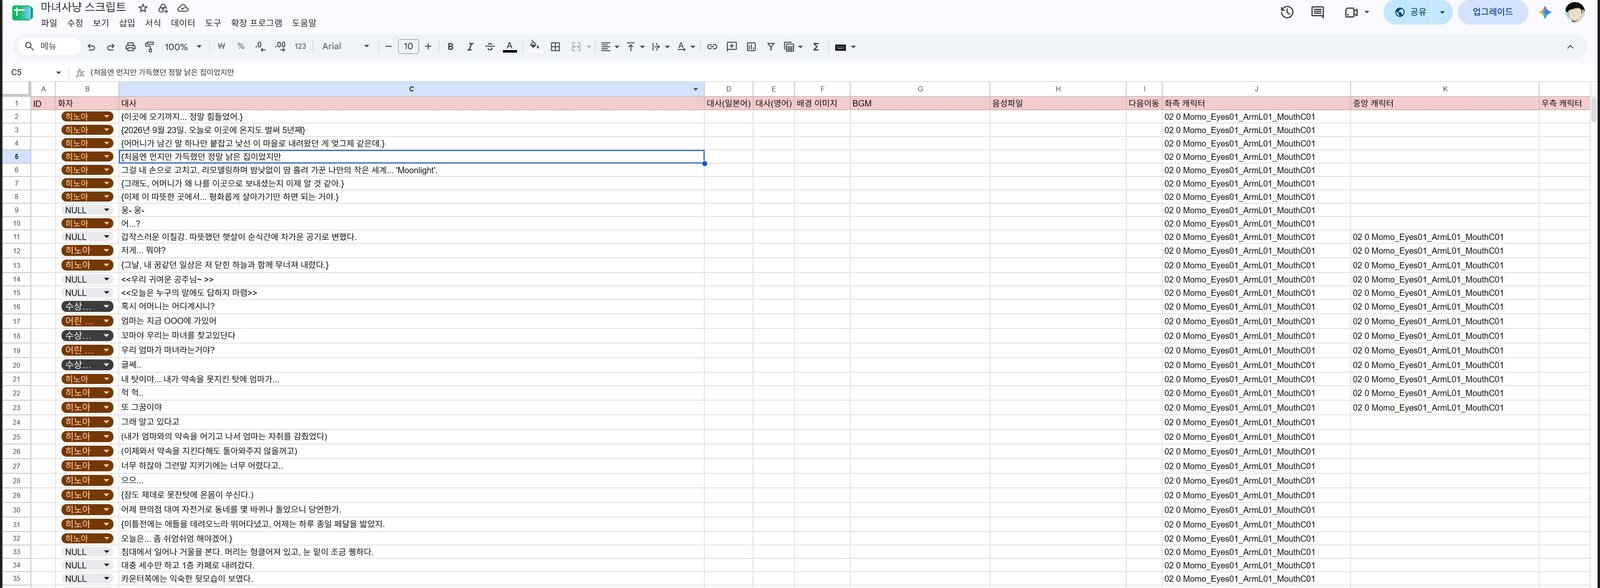 마녀사냥 스크립트
파일 수정 보기 삽입 서식 데이터 도구 확장 프로그램 도움말
공유
업그레이드
메뉴 100% ₩ % .0 .00 123 Arial 10 B I A Σ
C5 fx {처음엔 먼지만 가득했던 정말 낡은 집이었지만
A B C D E F G H I J K
1 ID 화자 대사 대사(일본어) 대사(영어) 배경 이미지 BGM 음성파일 다음이동 좌측 캐릭터 중앙 캐릭터 우측 캐릭터
2 히노아 {이곳에 오기까지... 정말 힘들었어.} 02 0 Momo_Eyes01_ArmL01_MouthC01
3 히노아 {2026년 9월 23일. 오늘로 이곳에 온지도 벌써 5년째} 02 0 Momo_Eyes01_ArmL01_MouthC01
4 히노아 {어머니가 남긴 말 하나만 붙잡고 낯선 이 마을로 내려왔던 게 엊그제 같은데.} 02 0 Momo_Eyes01_ArmL01_MouthC01
5 히노아 {처음엔 먼지만 가득했던 정말 낡은 집이었지만 02 0 Momo_Eyes01_ArmL01_MouthC01
6 히노아 그걸 내 손으로 고치고, 리모델링하며 밤낮없이 땀 흘려 가꾼 나만의 작은 세계... 'Moonlight'. 02 0 Momo_Eyes01_ArmL01_MouthC01
7 히노아 {그래도, 어머니가 왜 나를 이곳으로 보내셨는지 이제 알 것 같아.} 02 0 Momo_Eyes01_ArmL01_MouthC01
8 히노아 {이제 이 따뜻한 곳에서... 평화롭게 살아가기만 하면 되는 거야.} 02 0 Momo_Eyes01_ArmL01_MouthC01
9 NULL 웅- 웅- 02 0 Momo_Eyes01_ArmL01_MouthC01
10 히노아 어...? 02 0 Momo_Eyes01_ArmL01_MouthC01
11 NULL 갑작스러운 이질감. 따뜻했던 햇살이 순식간에 차가운 공기로 변했다. 02 0 Momo_Eyes01_ArmL01_MouthC01 02 0 Momo_Eyes01_ArmL01_MouthC01
12 히노아 저게... 뭐야? 02 0 Momo_Eyes01_ArmL01_MouthC01 02 0 Momo_Eyes01_ArmL01_MouthC01
13 히노아 {그날, 내 꿈같던 일상은 저 닫힌 하늘과 함께 무너져 내렸다.} 02 0 Momo_Eyes01_ArmL01_MouthC01 02 0 Momo_Eyes01_ArmL01_MouthC01
14 NULL <<우리 귀여운 공주님~ >> 02 0 Momo_Eyes01_ArmL01_MouthC01 02 0 Momo_Eyes01_ArmL01_MouthC01
15 NULL <<오늘은 누구의 말에도 답하지 마렴>> 02 0 Momo_Eyes01_ArmL01_MouthC01 02 0 Momo_Eyes01_ArmL01_MouthC01
16 수상... 혹시 어머니는 어디계시니? 02 0 Momo_Eyes01_ArmL01_MouthC01 02 0 Momo_Eyes01_ArmL01_MouthC01
17 어린 ... 엄마는 지금 OOO에 가있어 02 0 Momo_Eyes01_ArmL01_MouthC01 02 0 Momo_Eyes01_ArmL01_MouthC01
18 수상... 꼬마야 우리는 마녀를 찾고있단다 02 0 Momo_Eyes01_ArmL01_MouthC01 02 0 Momo_Eyes01_ArmL01_MouthC01
19 어린 ... 우리 엄마가 마녀라는거야? 02 0 Momo_Eyes01_ArmL01_MouthC01 02 0 Momo_Eyes01_ArmL01_MouthC01
20 수상... 글쎄.. 02 0 Momo_Eyes01_ArmL01_MouthC01 02 0 Momo_Eyes01_ArmL01_MouthC01
21 히노아 내 탓이야... 내가 약속을 못지킨 탓에 엄마가... 02 0 Momo_Eyes01_ArmL01_MouthC01 02 0 Momo_Eyes01_ArmL01_MouthC01
22 히노아 헉 헉.. 02 0 Momo_Eyes01_ArmL01_MouthC01 02 0 Momo_Eyes01_ArmL01_MouthC01
23 히노아 또 그꿈이야 02 0 Momo_Eyes01_ArmL01_MouthC01 02 0 Momo_Eyes01_ArmL01_MouthC01
24 히노아 그래 알고 있다고 02 0 Momo_Eyes01_ArmL01_MouthC01
25 히노아 (내가 엄마와의 약속을 어기고 나서 엄마는 자취를 감췄었다) 02 0 Momo_Eyes01_ArmL01_MouthC01
26 히노아 (이제와서 약속을 지킨다해도 돌아와주지 않을꺼고) 02 0 Momo_Eyes01_ArmL01_MouthC01
27 히노아 너무 하잖아 그런말 지키기에는 너무 어렸다고.. 02 0 Momo_Eyes01_ArmL01_MouthC01
28 히노아 으으... 02 0 Momo_Eyes01_ArmL01_MouthC01
29 히노아 {잠도 제데로 못잔탓에 온몸이 쑤신다.) 02 0 Momo_Eyes01_ArmL01_MouthC01
30 히노아 어제 편의점 대여 자전거로 동네를 몇 바퀴나 돌았으니 당연한가. 02 0 Momo_Eyes01_ArmL01_MouthC01
31 히노아 {이틀전에는 애들을 데려오느라 뛰어다녔고, 어제는 하루 종일 페달을 밟았지. 02 0 Momo_Eyes01_ArmL01_MouthC01
32 히노아 오늘은... 좀 쉬엄쉬엄 해야겠어.} 02 0 Momo_Eyes01_ArmL01_MouthC01
33 NULL 침대에서 일어나 거울을 본다. 머리는 헝클어져 있고, 눈 밑이 조금 퀭하다. 02 0 Momo_Eyes01_ArmL01_MouthC01
34 NULL 대충 세수만 하고 1층 카페로 내려갔다. 02 0 Momo_Eyes01_ArmL01_MouthC01
35 NULL 카운터쪽에는 익숙한 뒷모습이 보였다. 02 0 Momo_Eyes01_ArmL01_MouthC01